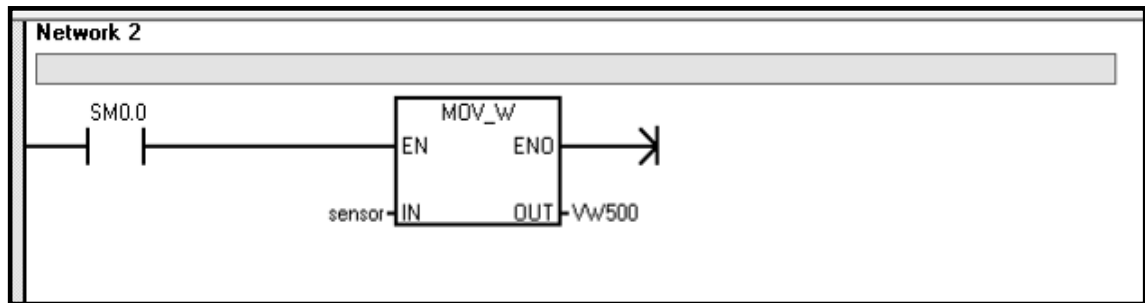 Network 2
SM0.0
MOV_W
EN ENO
sensor IN OUT VW500